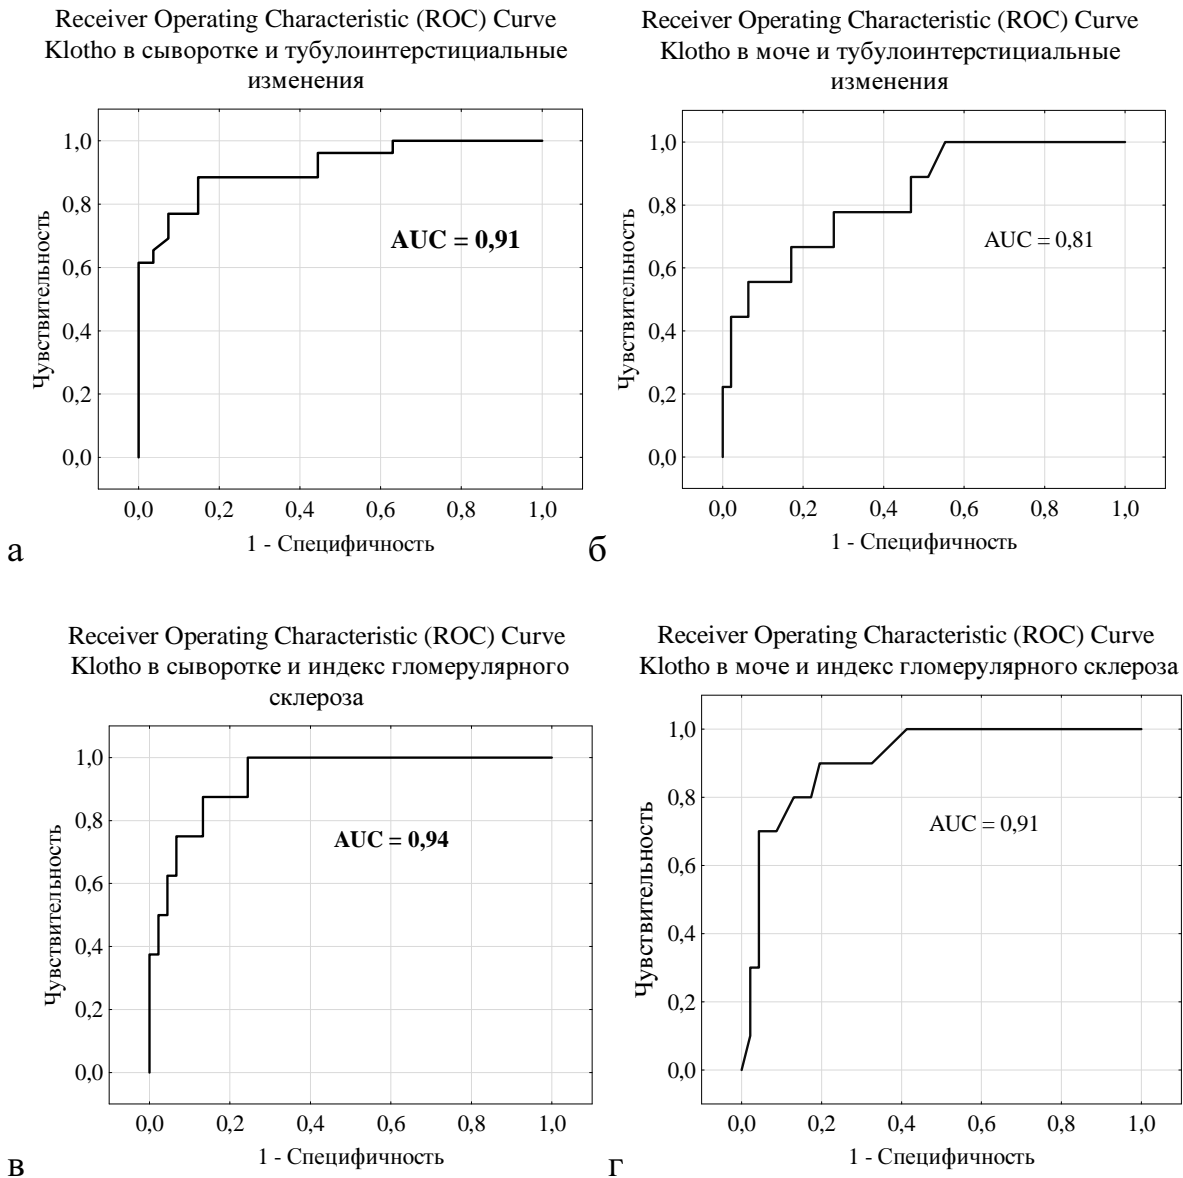 Receiver Operating Characteristic (ROC) Curve
Klotho в сыворотке и тубулоинтерстициальные
изменения
1,0
0,8
0,6
0,4
0,2
0,0
Чувствительность
AUC = 0,91
0,0 0,2 0,4 0,6 0,8 1,0
1 - Специфичность
а
Receiver Operating Characteristic (ROC) Curve
Klotho в моче и тубулоинтерстициальные
изменения
1,0
0,8
0,6
0,4
0,2
0,0
Чувствительность
AUC = 0,81
0,0 0,2 0,4 0,6 0,8 1,0
1 - Специфичность
б
Receiver Operating Characteristic (ROC) Curve
Klotho в сыворотке и индекс гломерулярного
склероза
1,0
0,8
0,6
0,4
0,2
0,0
Чувствительность
AUC = 0,94
0,0 0,2 0,4 0,6 0,8 1,0
1 - Специфичность
в
Receiver Operating Characteristic (ROC) Curve
Klotho в моче и индекс гломерулярного склероза
1,0
0,8
0,6
0,4
0,2
0,0
Чувствительность
AUC = 0,91
0,0 0,2 0,4 0,6 0,8 1,0
1 - Специфичность
г